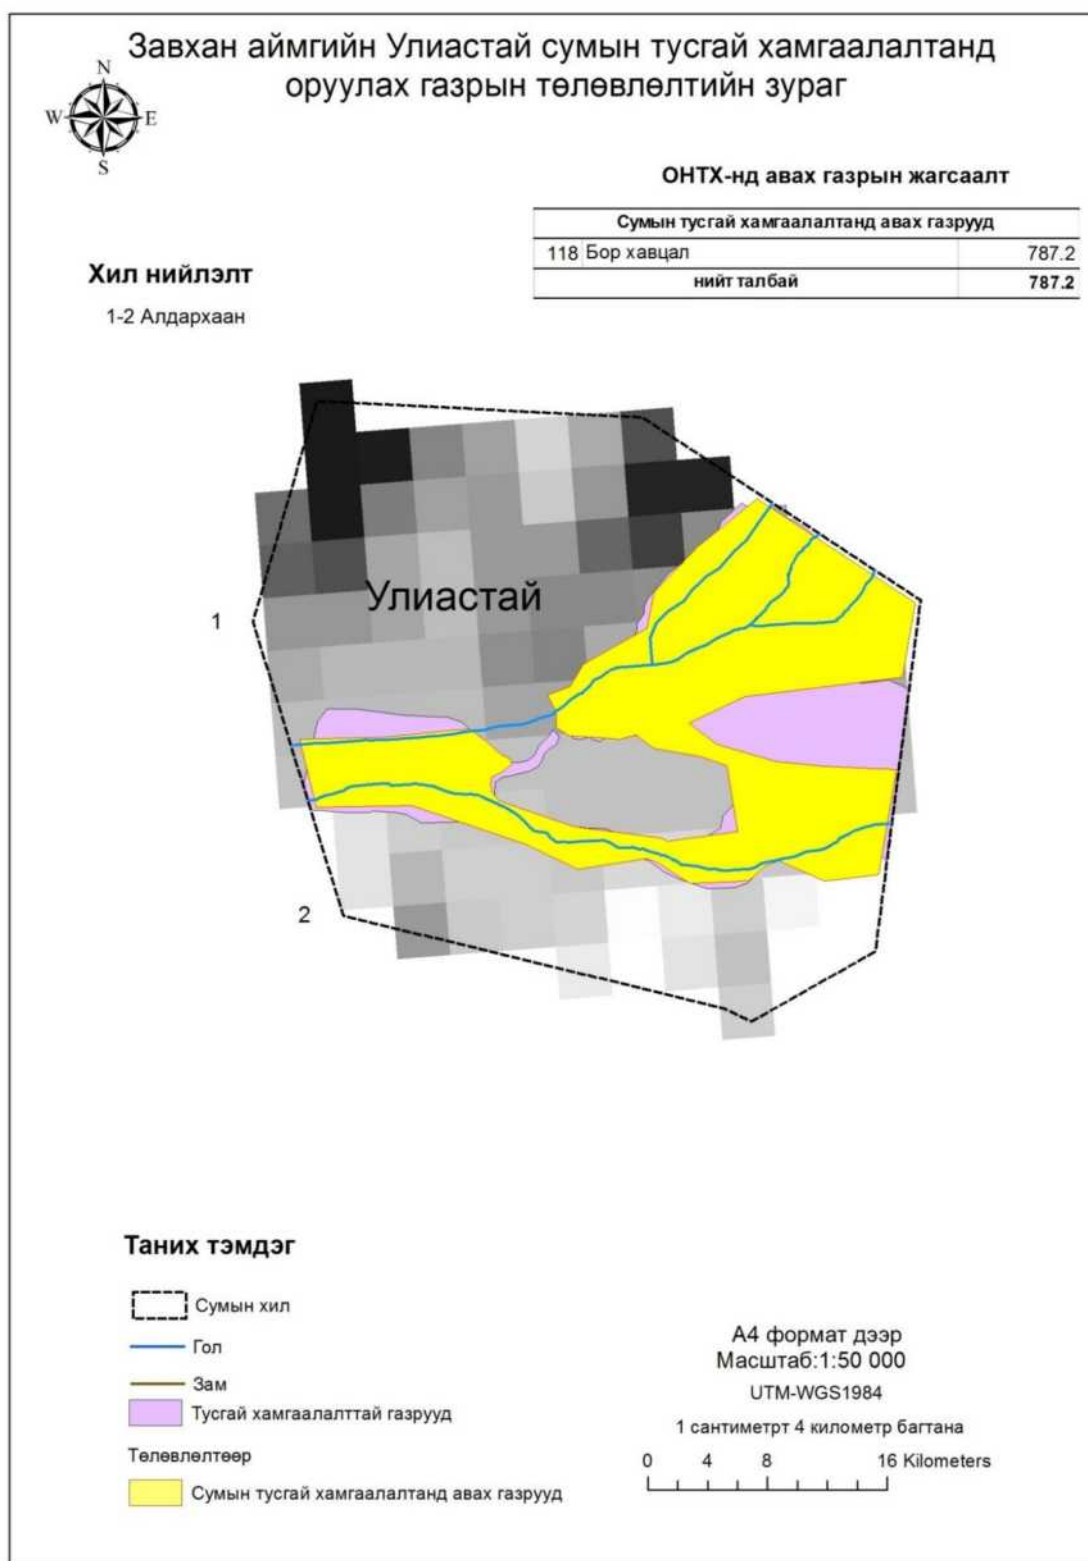 Завхан аймгийн Улиастай сумын тусгай хамгаалалтанд
оруулах газрын төлөвлөлтийн зураг
N
W E
S
ОНТХ-нд авах газрын жагсаалт
Сумын тусгай хамгаалалтанд авах газрууд
118 Бор хавцал 787.2
нийт талбай 787.2
Хил нийлэлт
1-2 Алдархаан
Улиастай
1
2
Таних тэмдэг
Сумын хил
Гол
Зам
Тусгай хамгаалалттай газрууд
Төлөвлөлтөөр
Сумын тусгай хамгаалалтанд авах газрууд
А4 формат дээр
Масштаб:1:50 000
UTM-WGS1984
1 сантиметрт 4 километр багтана
0 4 8 16 Kilometers